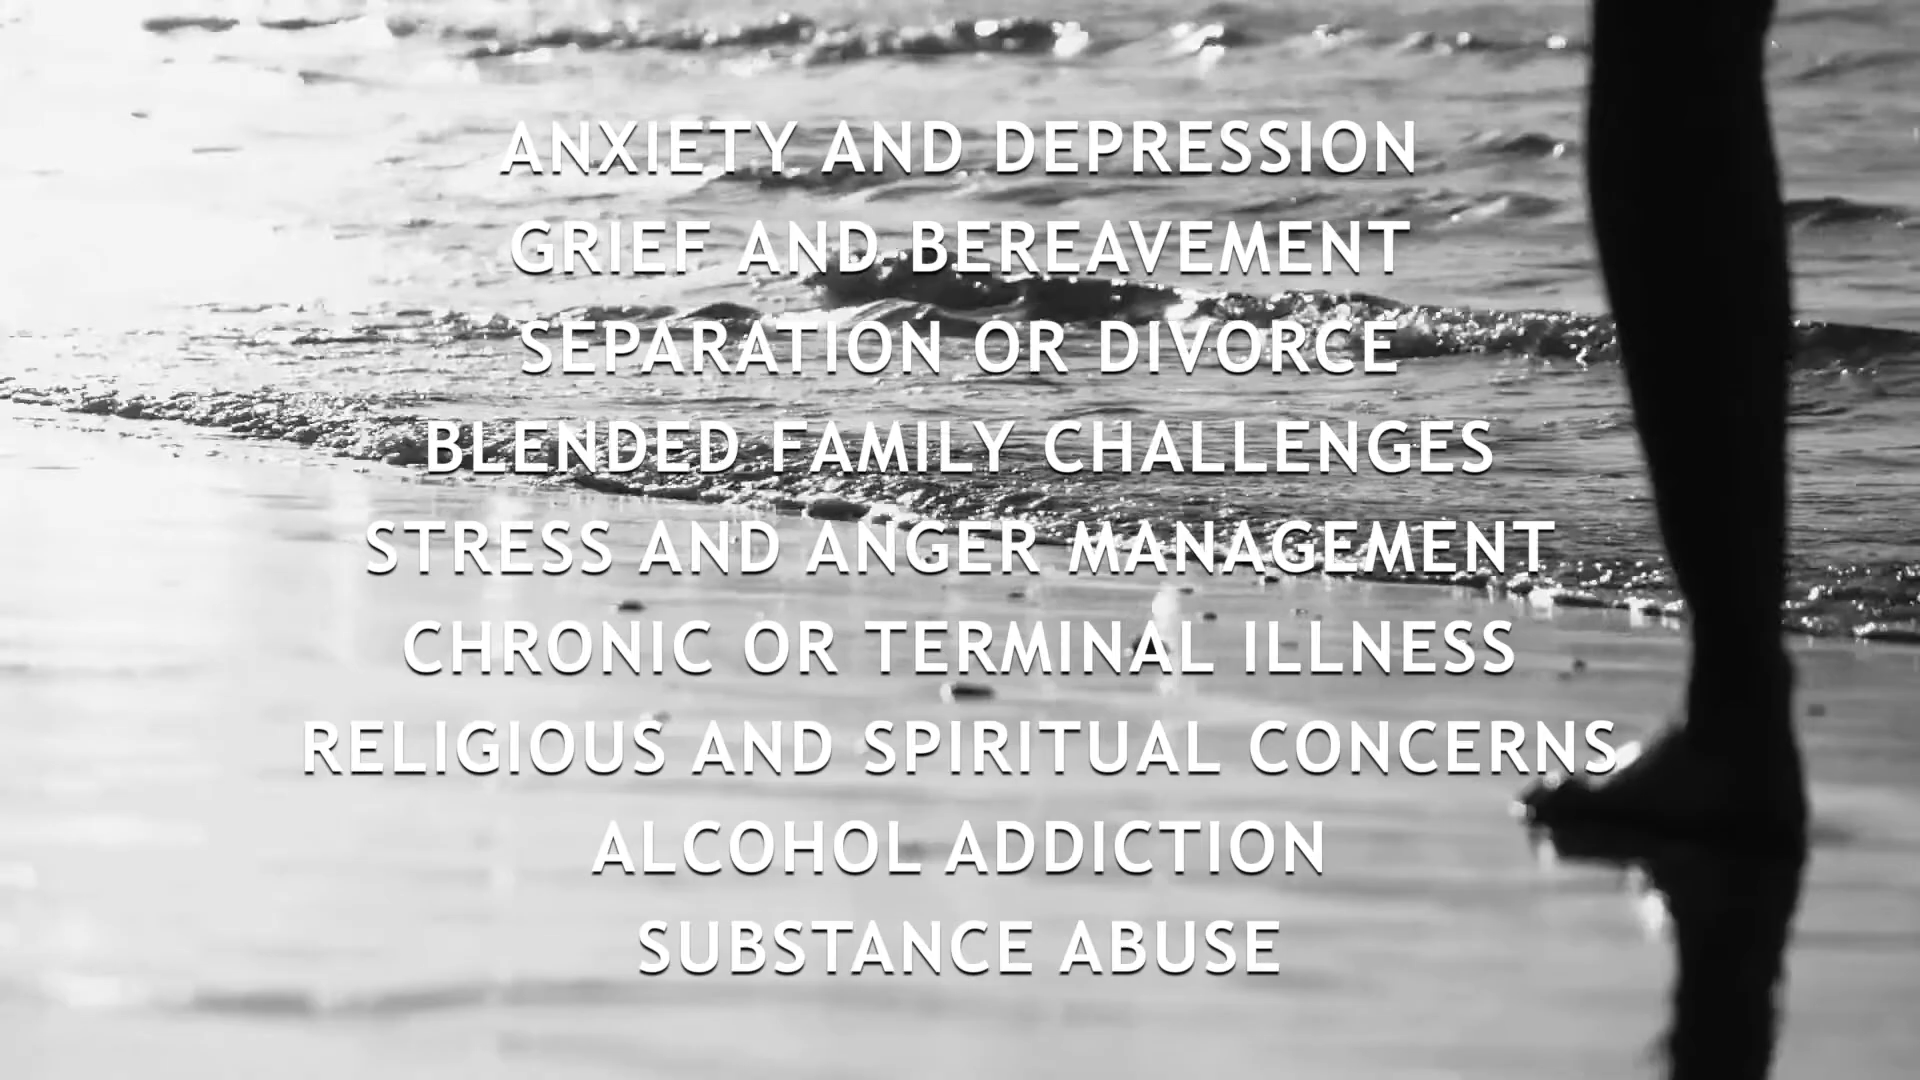 ANXIETY AND DEPRESSION
GRIEF AND BEREAVEMENT
SEPARATION OR DIVORCE
BLENDED FAMILY CHALLENGES
STRESS AND ANGER MANAGEMENT
CHRONIC OR TERMINAL ILLNESS
RELIGIOUS AND SPIRITUAL CONCERNS
ALCOHOL ADDICTION
SUBSTANCE ABUSE